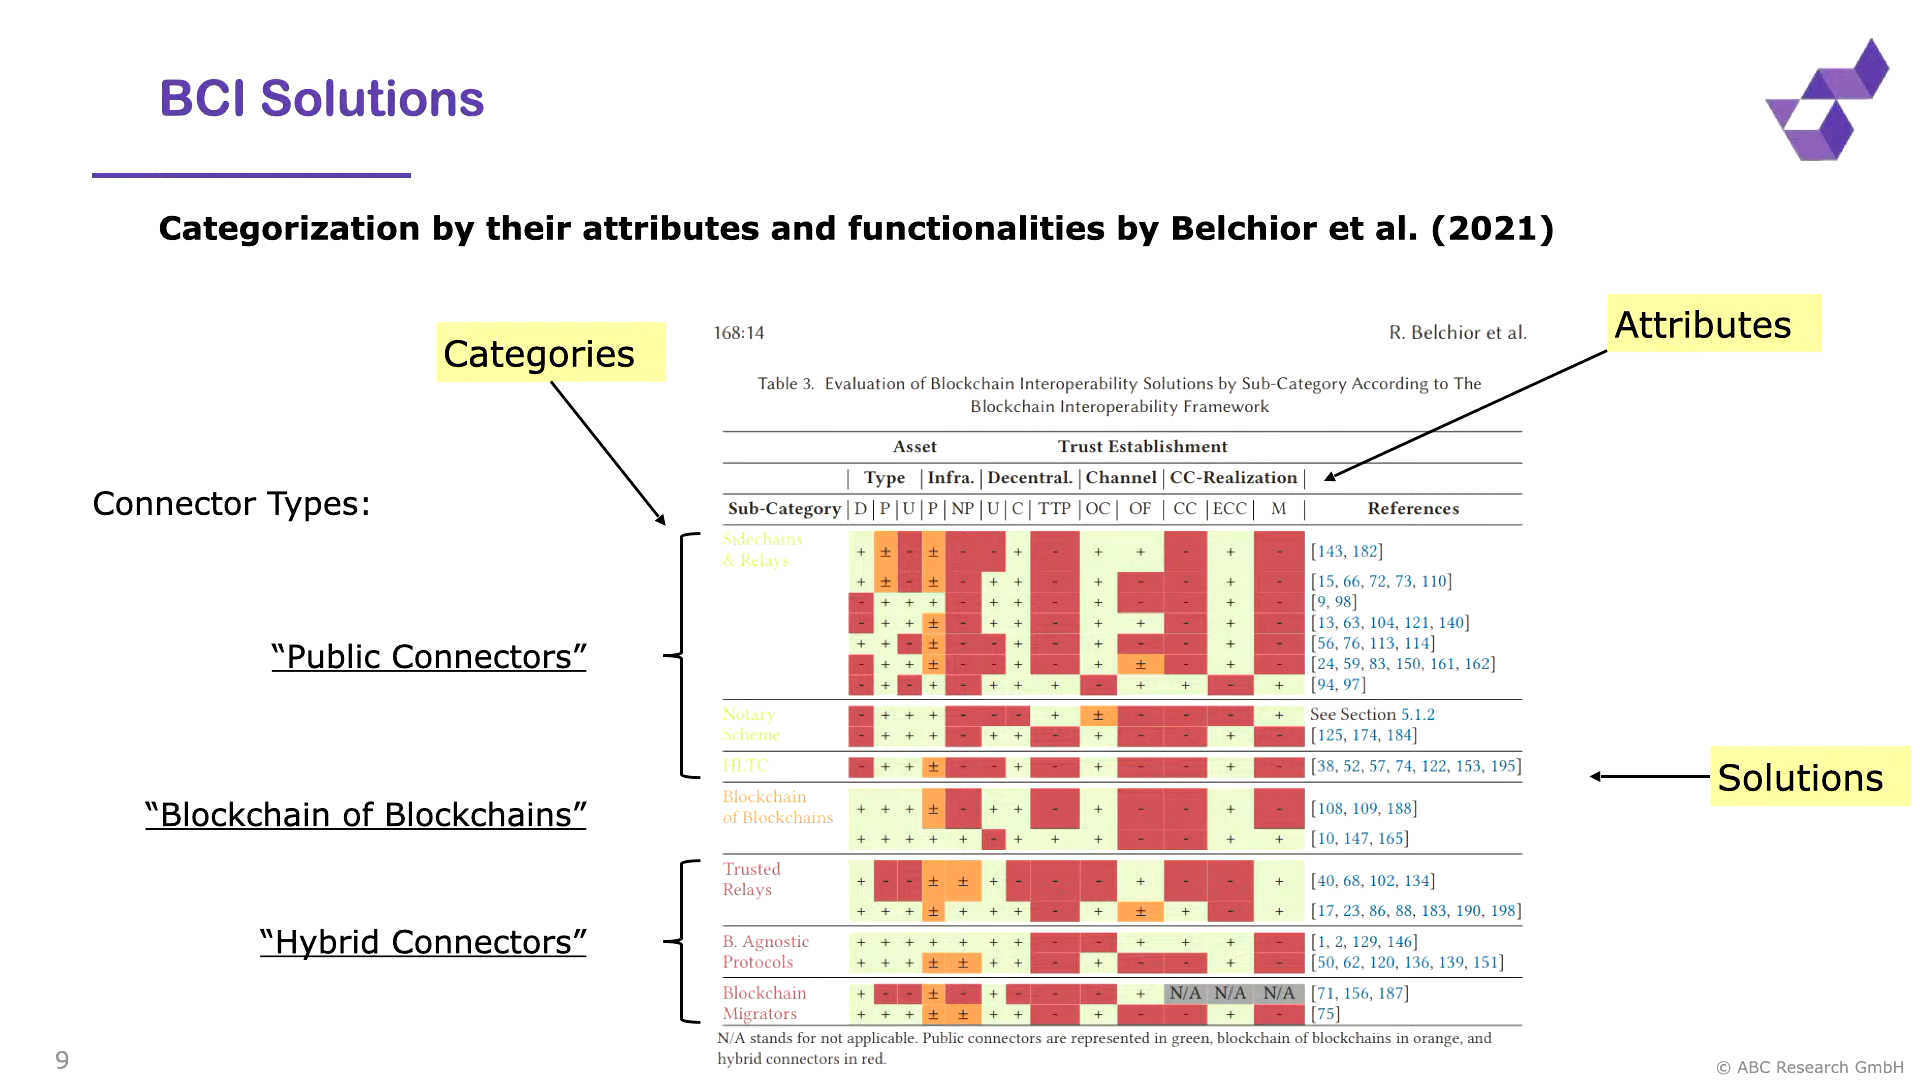 BCI Solutions
Categorization by their attributes and functionalities by Belchior et al. (2021)
Categories
Attributes
Solutions
Connector Types:
"Public Connectors"
"Blockchain of Blockchains"
"Hybrid Connectors"
168:14 R. Belchior et al.
Table 3. Evaluation of Blockchain Interoperability Solutions by Sub-Category According to The
Blockchain Interoperability Framework
Asset Trust Establishment
| Type | Infra. | Decentral. | Channel | CC-Realization |
Sub-Category | D | P | U | P | NP | U | C | TTP | OC | OF | CC | ECC | M | References
Sidechains
& Relays
+ ± - ± - - + - + + - + - [143, 182]
+ ± - ± - + + - + - - + - [15, 66, 72, 73, 110]
- + + + - + + - + - - + - [9, 98]
- + + ± - + + - + + - + - [13, 63, 104, 121, 140]
+ + - ± - - + - + - - + - [56, 76, 113, 114]
- + + ± - - + - + ± - + - [24, 59, 83, 150, 161, 162]
- + - + - + + + - + + - + [94, 97]
Notary - + + + - - - + ± - - - + See Section 5.1.2
Scheme - + + + - + + - + - - + - [125, 174, 184]
HLTC - + + ± - - + - + - - + - [38, 52, 57, 74, 122, 153, 195]
Blockchain
of Blockchains
+ + + ± - + + - + - - + - [108, 109, 188]
+ + + + + - + + + - - + + [10, 147, 165]
Trusted
Relays
+ - - ± ± + - - - + - - + [40, 68, 102, 134]
+ + + ± + + + - + ± + - + [17, 23, 86, 88, 183, 190, 198]
B. Agnostic + + + + + + + - - + + + - [1, 2, 129, 146]
Protocols + + + ± ± + + - + - - + - [50, 62, 120, 136, 139, 151]
Blockchain + - - ± - + - - - + N/A N/A N/A [71, 156, 187]
Migrators + + + ± ± + + - + - - + - [75]
N/A stands for not applicable. Public connectors are represented in green, blockchain of blockchains in orange, and
hybrid connectors in red.
9
© ABC Research GmbH